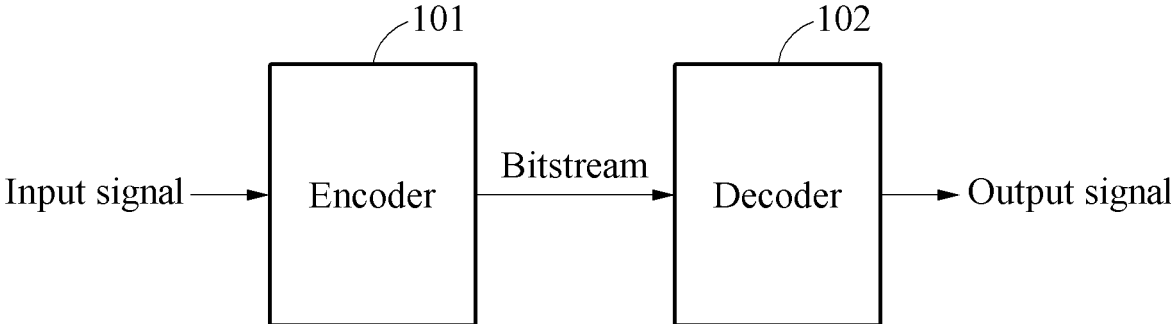 101
102
Input signal
Encoder
Bitstream
Decoder
Output signal